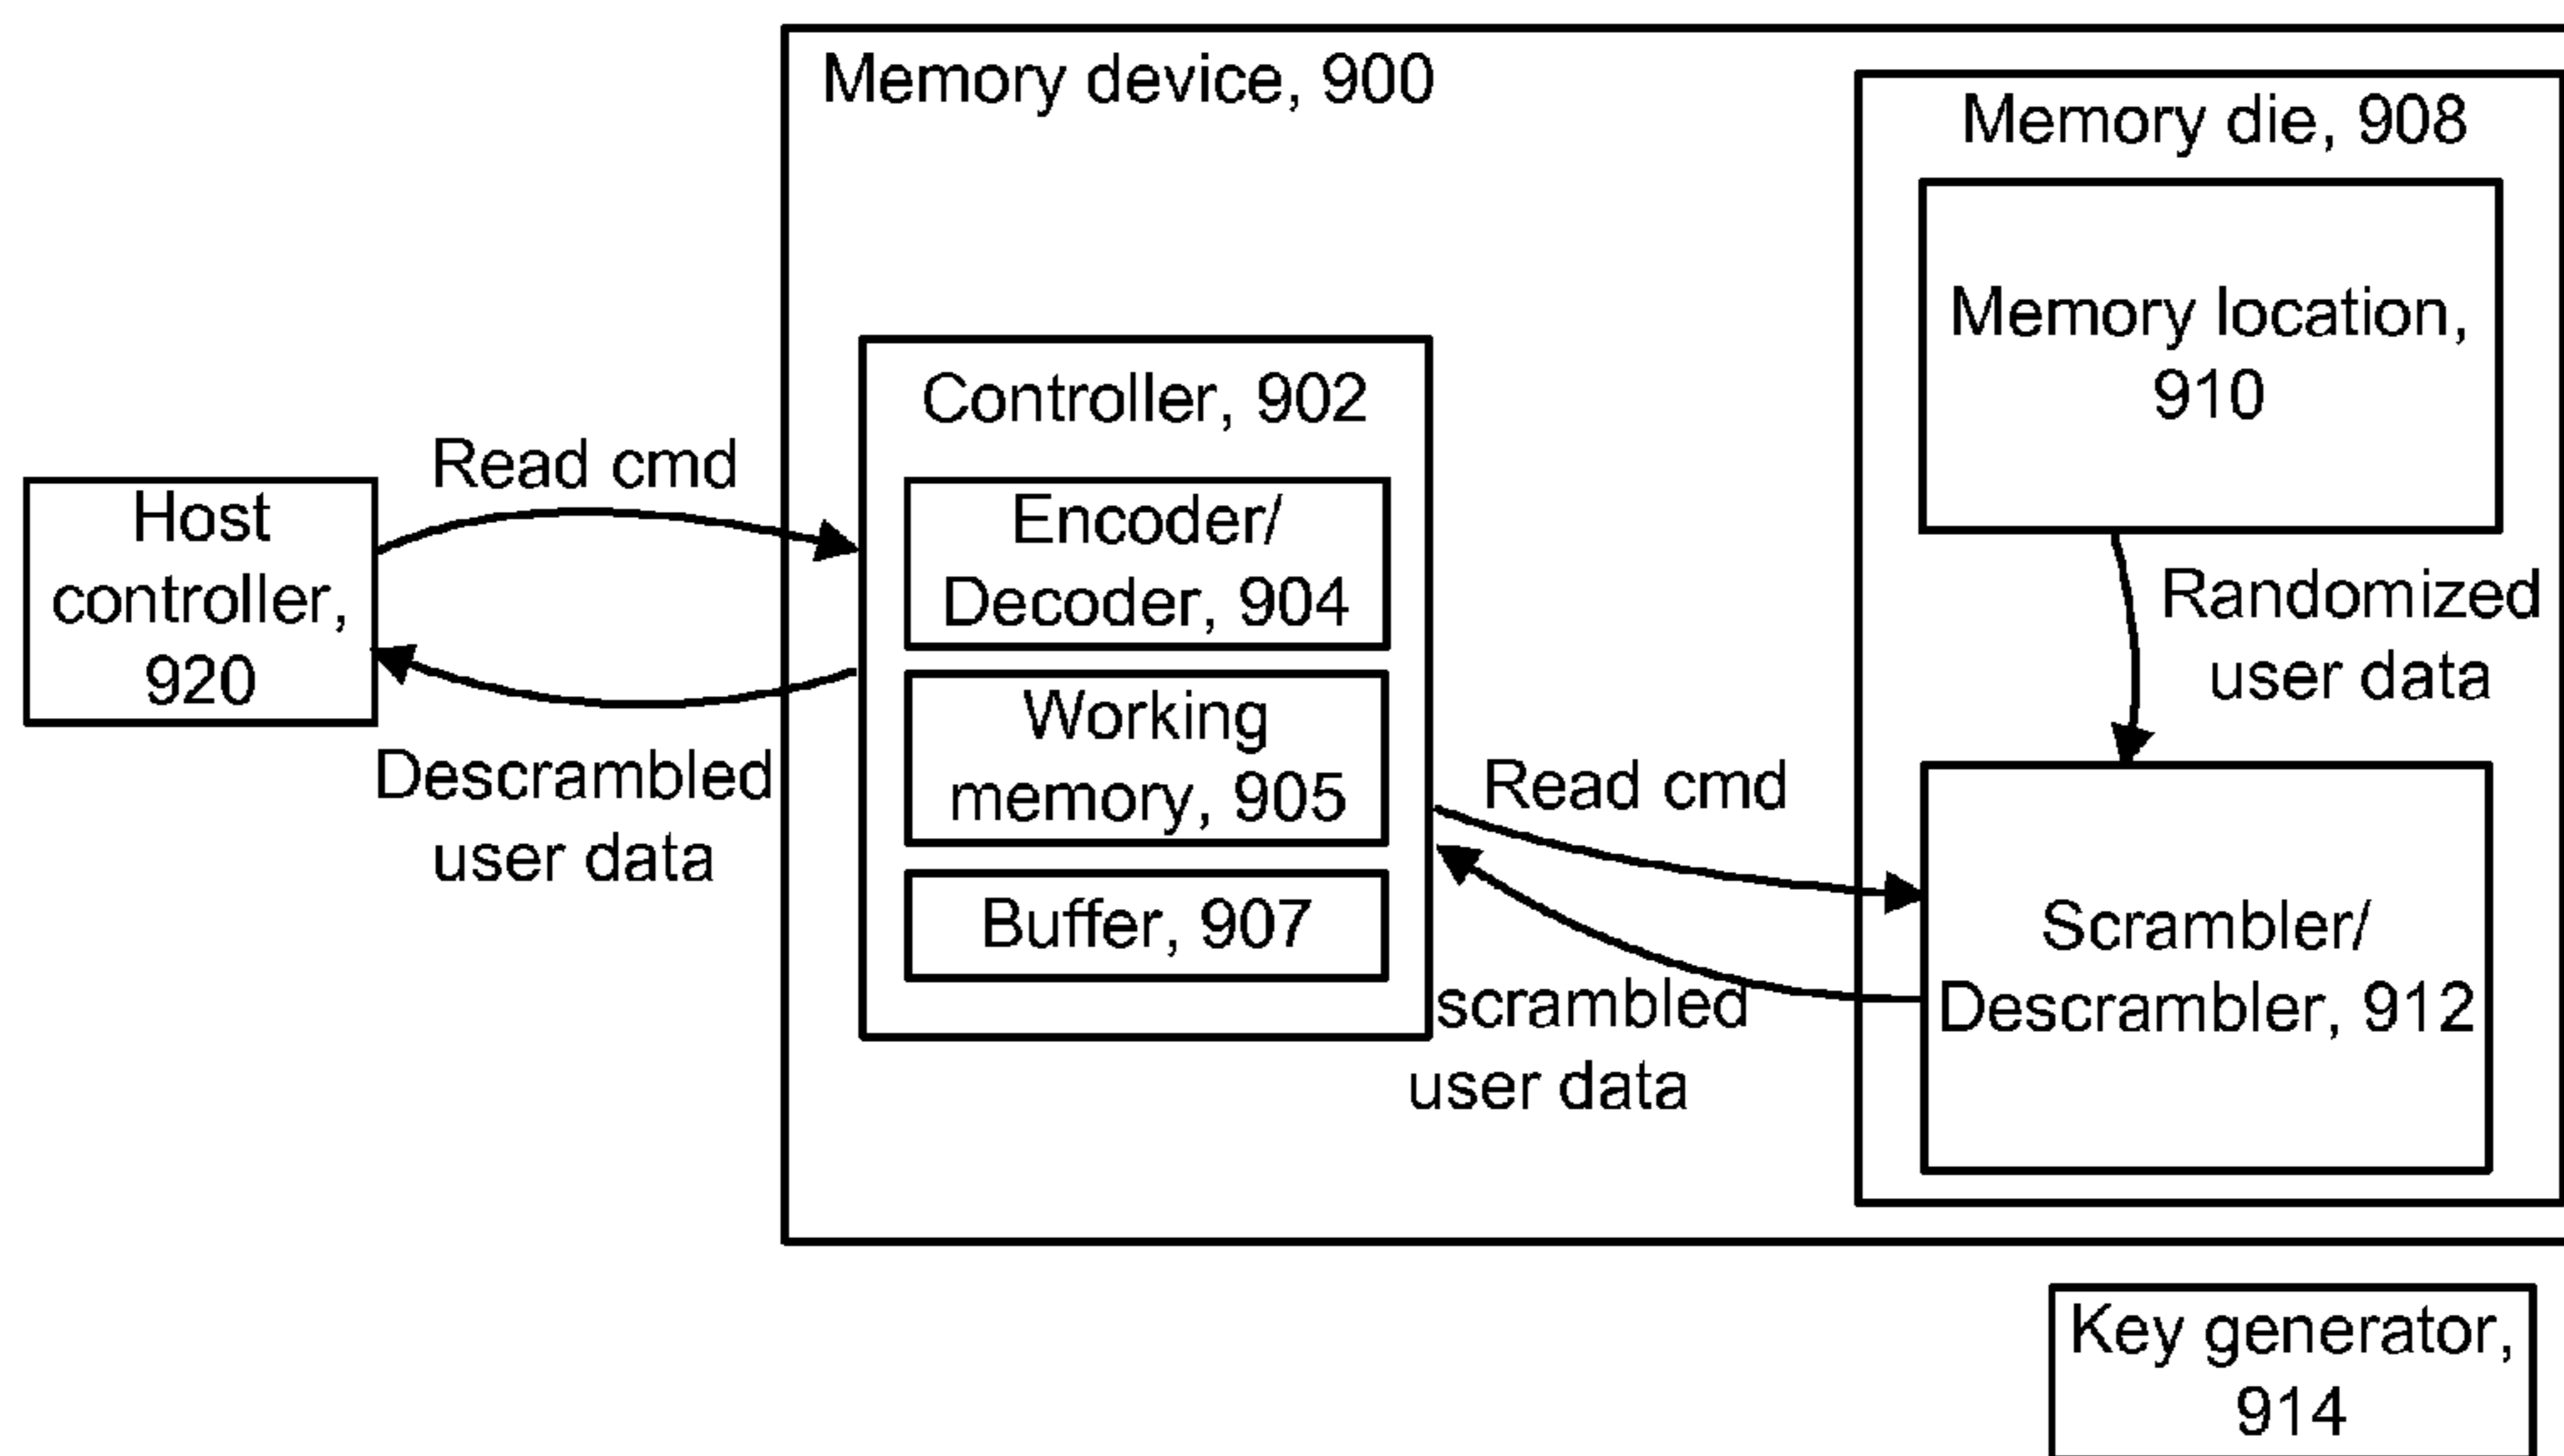 Memory device, 900
Memory die, 908
Memory location,
910
Controller, 902
Read cmd
Host
controller,
920
Encoder/
Decoder, 904
Randomized
user data
Working
memory, 905
Descrambled
user data
Read cmd
Buffer, 907
Scrambler/
Descrambler, 912
scrambled
user data
Key generator,
914